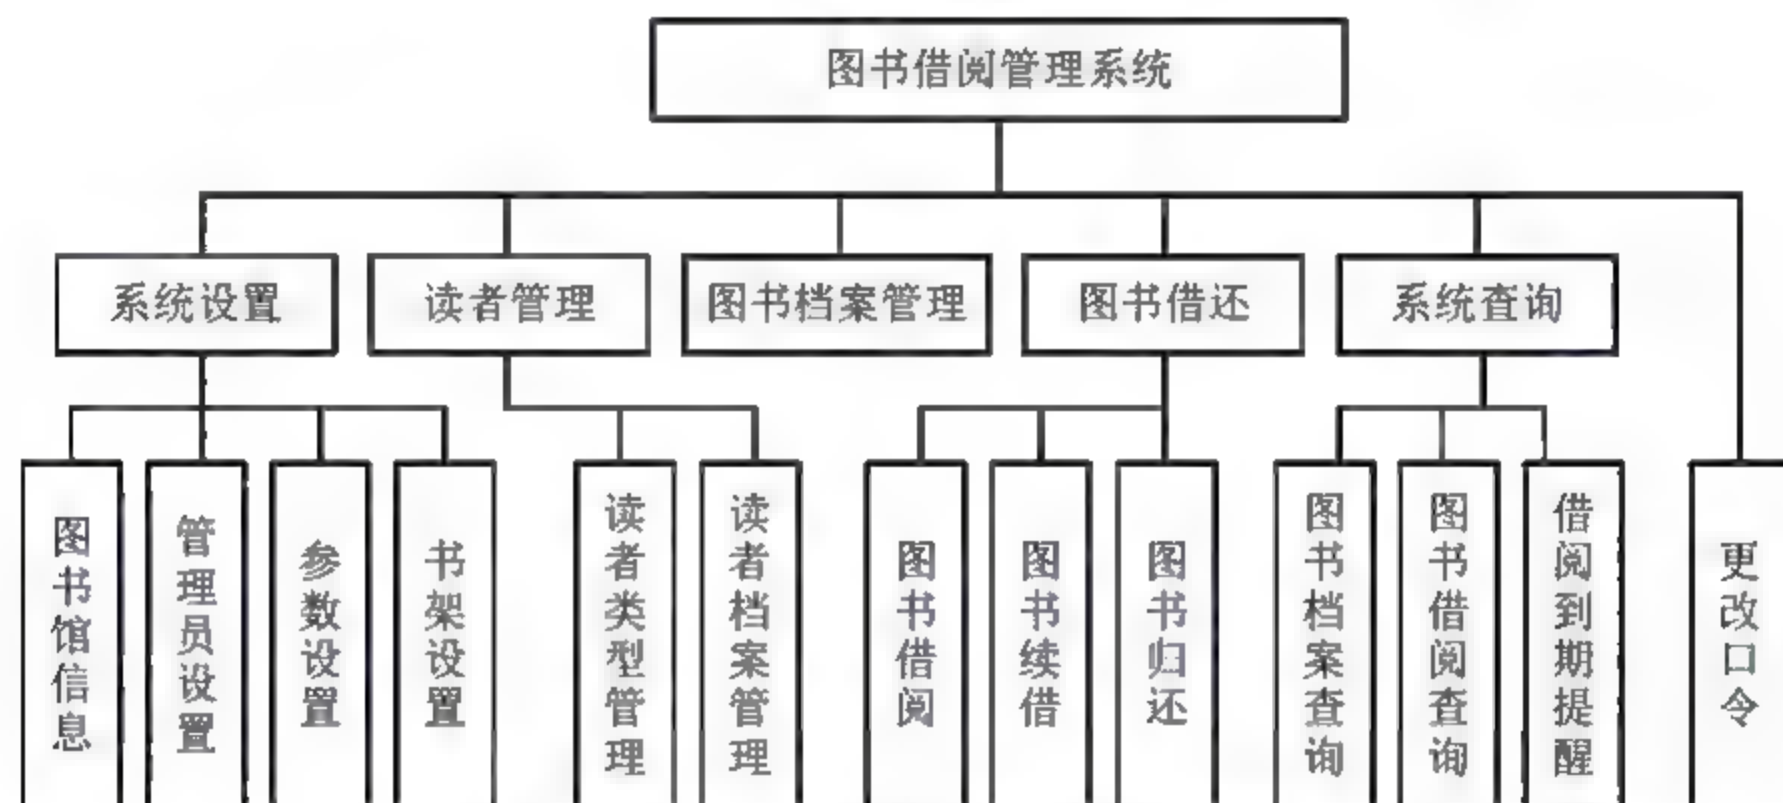 图书借阅管理系统
系统设置
读者管理
图书档案管理
图书借还
系统查询
图书馆信息
管理员设置
参数设置
书架设置
读者类型管理
读者档案管理
图书借阅
图书续借
图书归还
图书档案查询
图书借阅查询
借阅到期提醒
更改口令